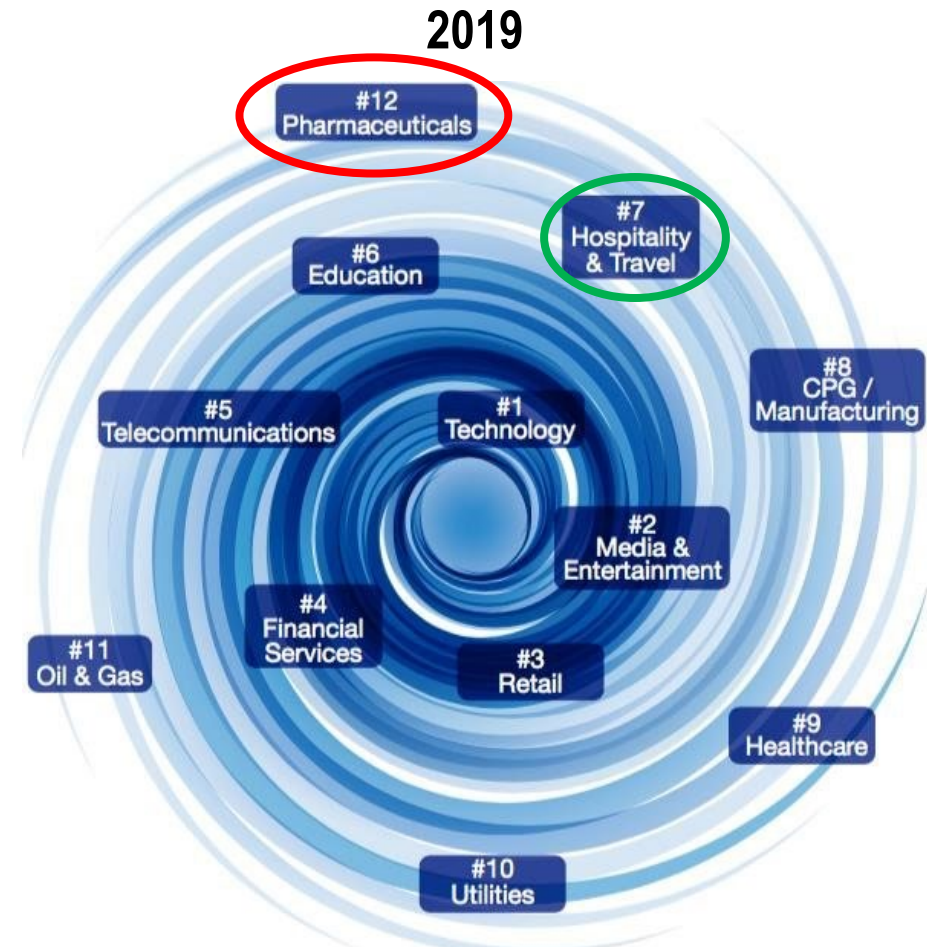 2019
#12
Pharmaceuticals
#7
Hospitality
& Travel
#6
Education
#8
CPG /
Manufacturing
#5
Telecommunications
#1
Technology
#2
Media &
Entertainment
#4
Financial
Services
#3
Retail
#11
Oil & Gas
#9
Healthcare
#10
Utilities